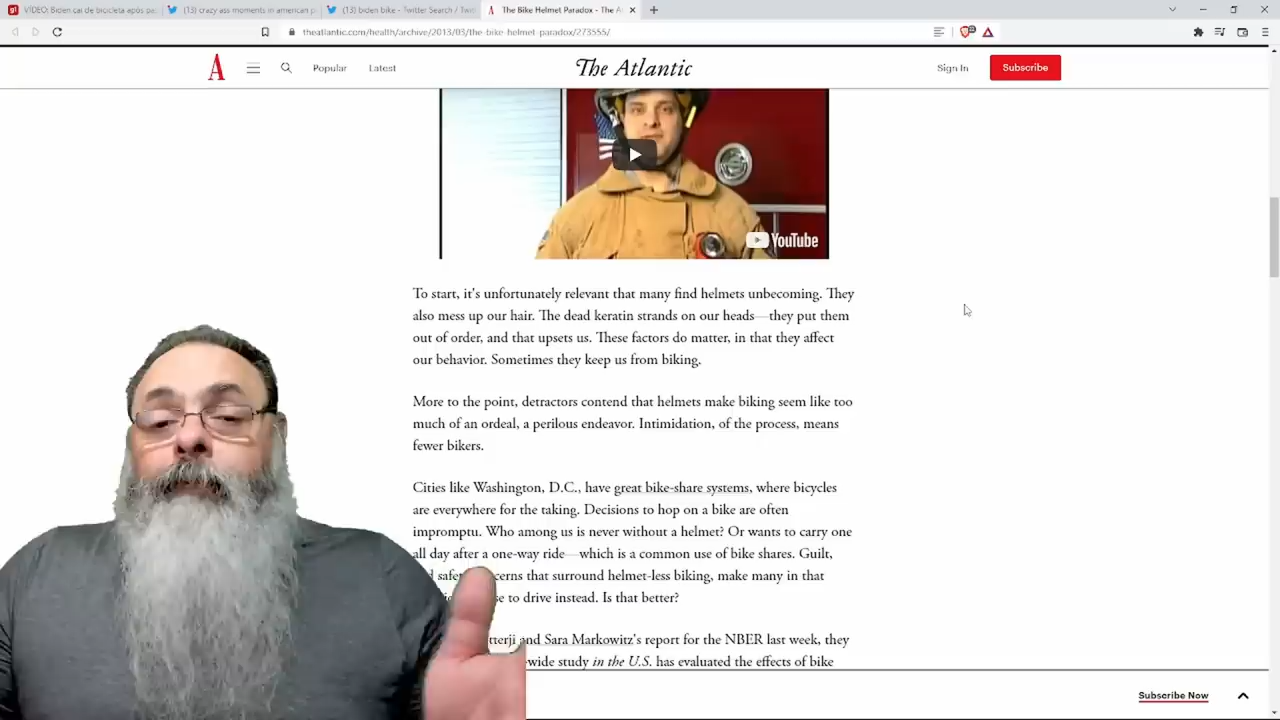 VÍDEO: Biden cai de bicicleta após pa
(13) crazy ass moments in american p
(13) biden bike - Twitter Search / Twi
The Bike Helmet Paradox - The A
theatlantic.com/health/archive/2013/03/the-bike-helmet-paradox/273555/
A
Popular
Latest
The Atlantic
Sign In
Subscribe
YouTube
To start, it's unfortunately relevant that many find helmets unbecoming. They
also mess up our hair. The dead keratin strands on our heads—they put them
out of order, and that upsets us. These factors do matter, in that they affect
our behavior. Sometimes they keep us from biking.
More to the point, detractors contend that helmets make biking seem like too
much of an ordeal, a perilous endeavor. Intimidation, of the process, means
fewer bikers.
Cities like Washington, D.C., have great bike-share systems, where bicycles
are everywhere for the taking. Decisions to hop on a bike are often
impromptu. Who among us is never without a helmet? Or wants to carry one
all day after a one-way ride—which is a common use of bike shares. Guilt,
that surround helmet-less biking, make many in that
to drive instead. Is that better?
and Sara Markowitz's report for the NBER last week, they
wide study in the U.S. has evaluated the effects of bike
Subscribe Now